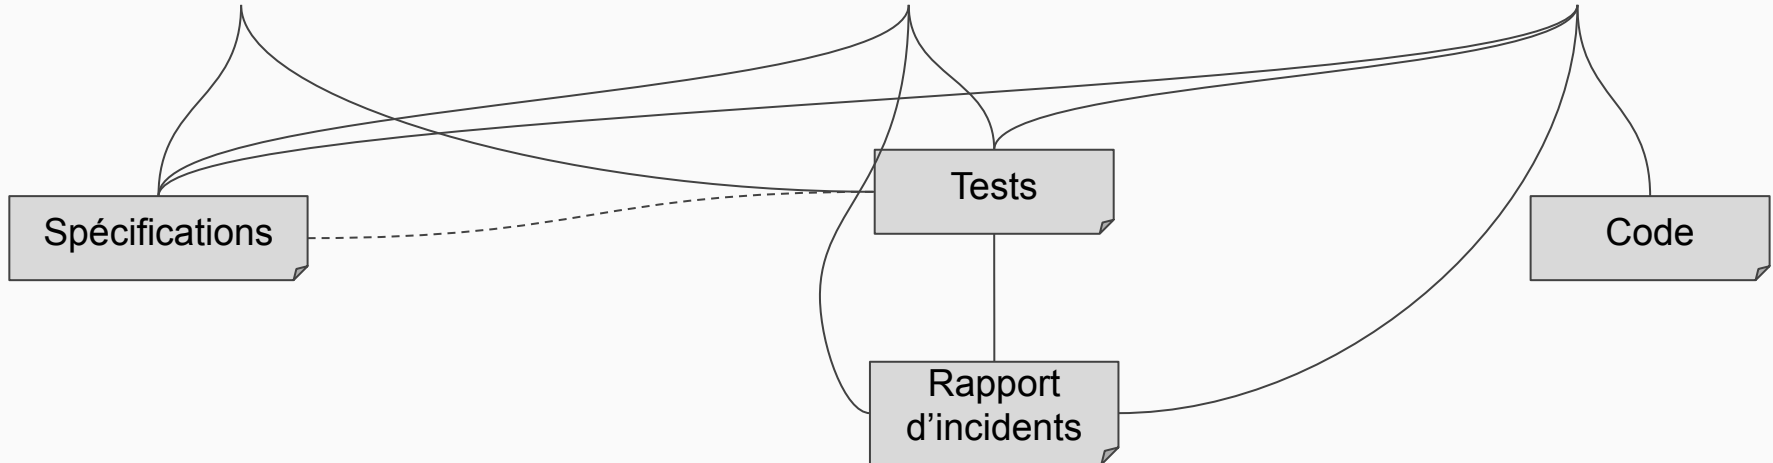 Tests
Spécifications
Code
Rapport
d’incidents